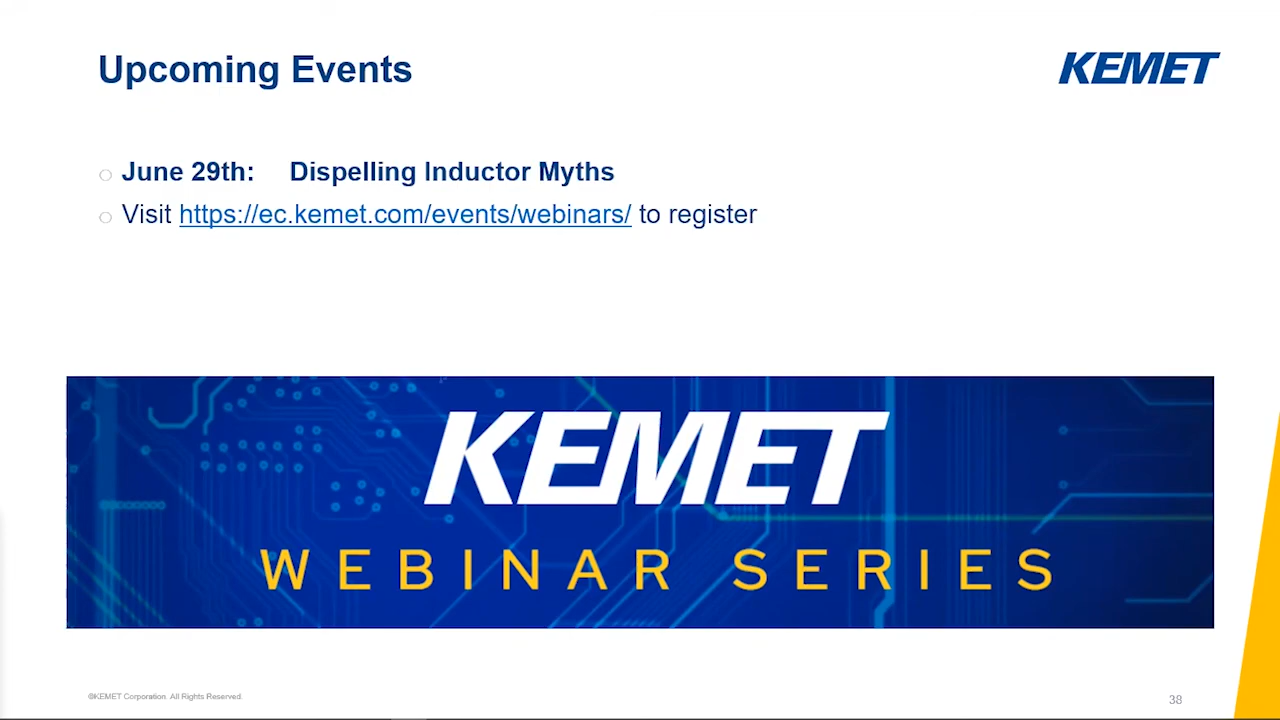 Upcoming Events
KEMET
June 29th: Dispelling Inductor Myths
Visit https://ec.kemet.com/events/webinars/ to register
KEMET
WEBINAR SERIES
©KEMET Corporation. All Rights Reserved.
38